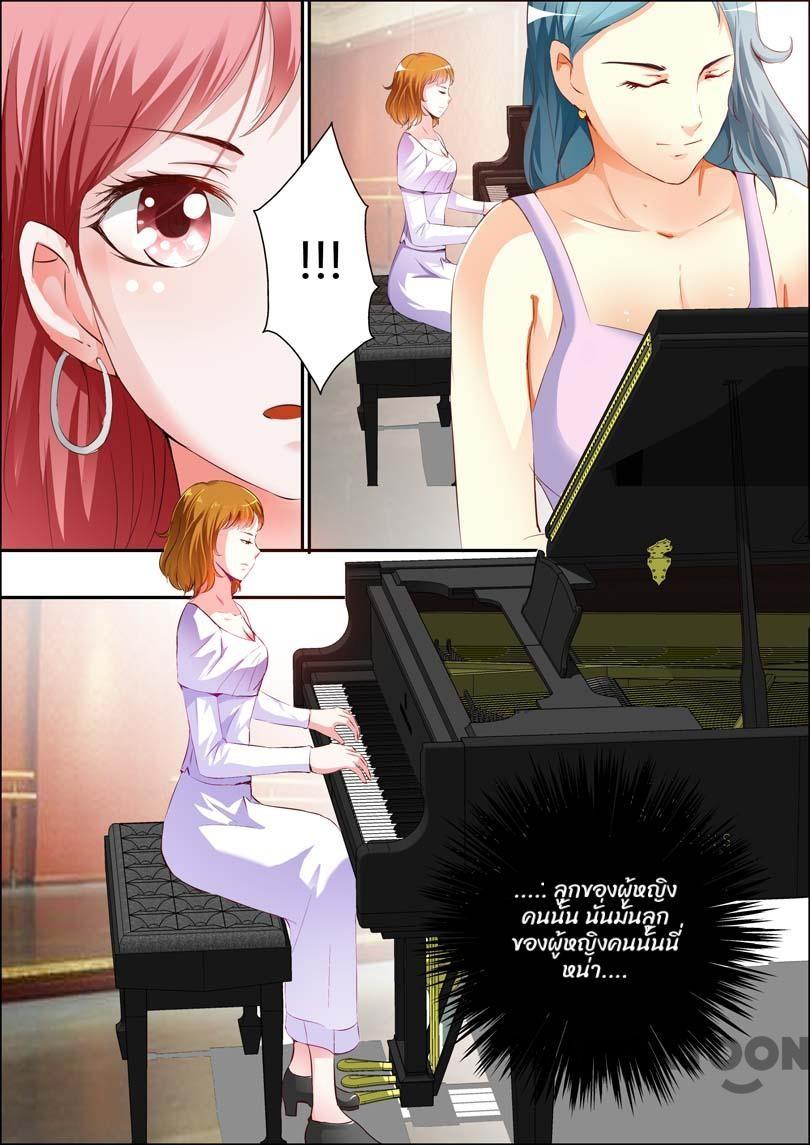 !!!
....: ลูกของผู้หญิง
คนนั้น นั่นมันลูก
ของผู้หญิงคนนั้นนี่
หน่า....